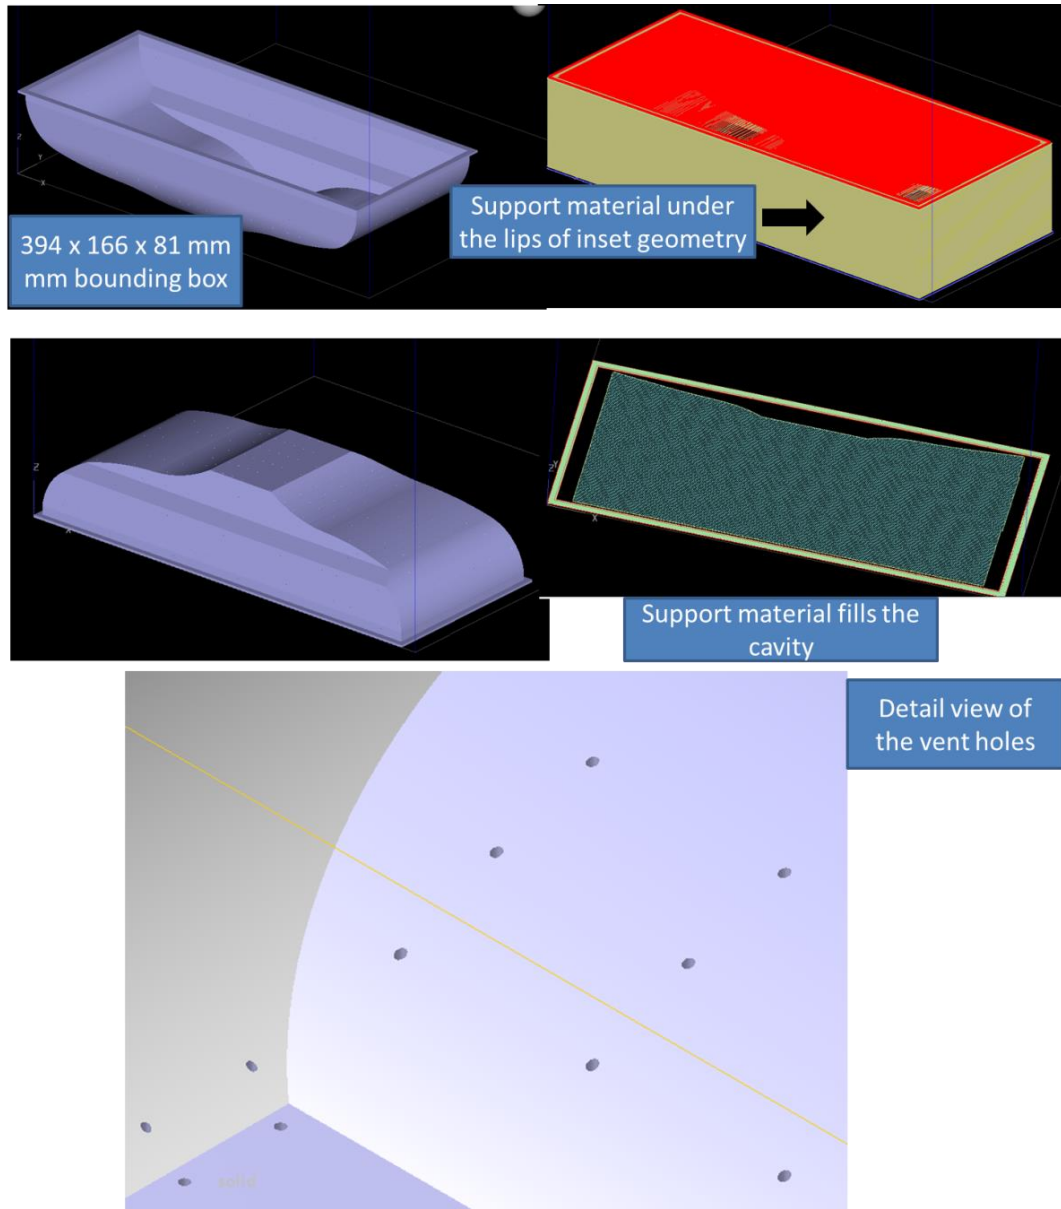 394 x 166 x 81 mm
mm bounding box
Support material under
the lips of inset geometry
Support material fills the
cavity
Detail view of
the vent holes
Z
Y
X
Z
X
Z
Y
X
solid